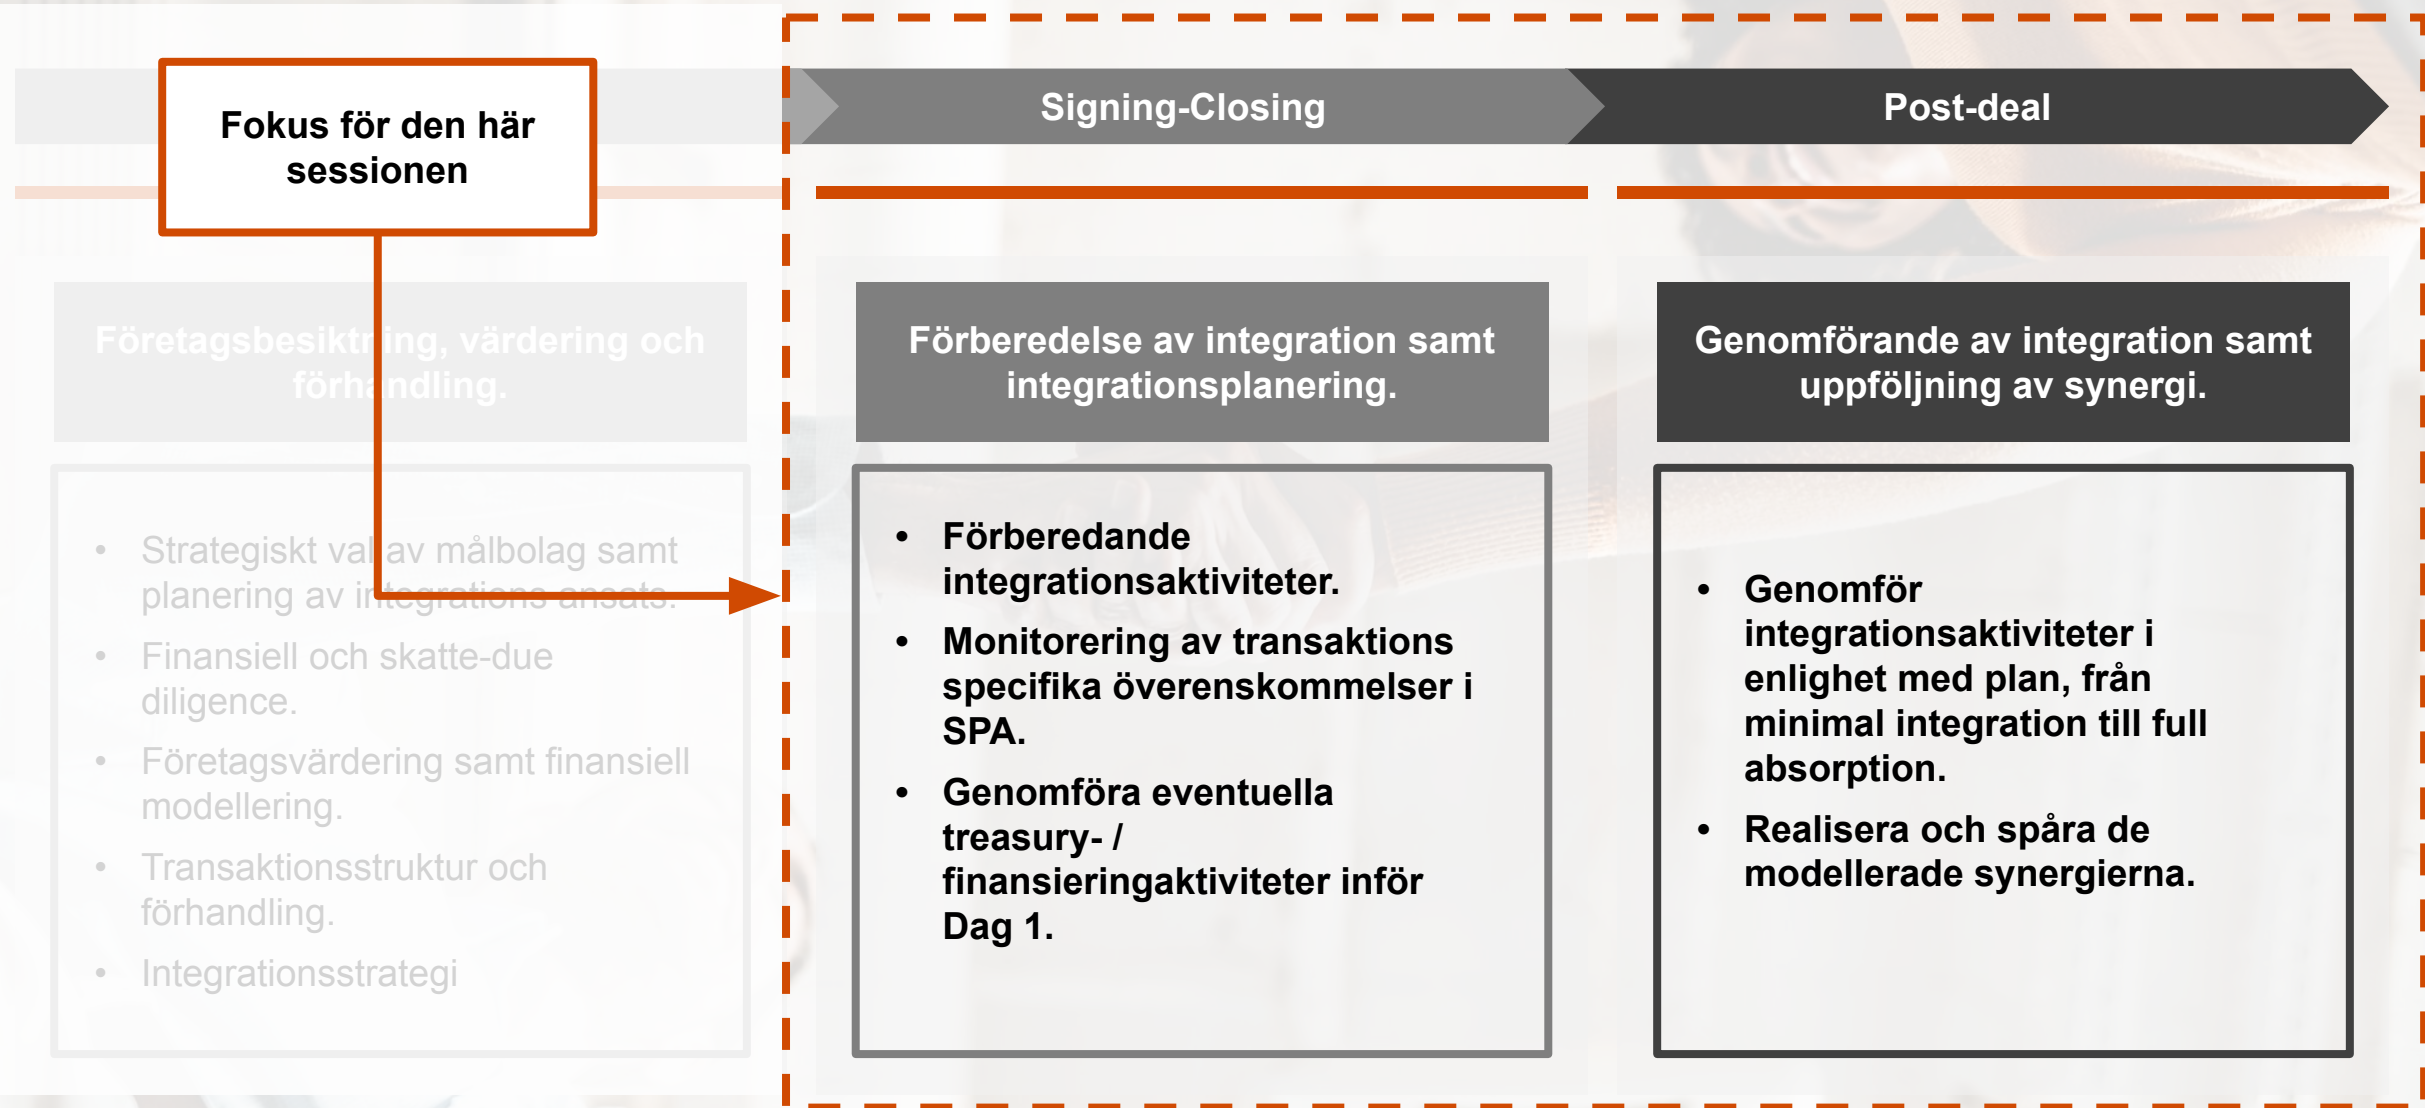 Fokus för den här
sessionen
Signing-Closing
Post-deal
Företagsbesiktning, värdering och
förhandling.
Förberedelse av integration samt
integrationsplanering.
Genomförande av integration samt
uppföljning av synergi.
• Strategiskt val av målbolag samt
planering av integrations ansats.
• Finansiell och skatte-due
diligence.
• Företagsvärdering samt finansiell
modellering.
• Transaktionsstruktur och
förhandling.
• Integrationsstrategi
• Förberedande
integrationsaktiviteter.
• Monitorering av transaktions
specifika överenskommelser i
SPA.
• Genomföra eventuella
treasury- /
finansieringaktiviteter inför
Dag 1.
• Genomför
integrationsaktiviteter i
enlighet med plan, från
minimal integration till full
absorption.
• Realisera och spåra de
modellerade synergierna.